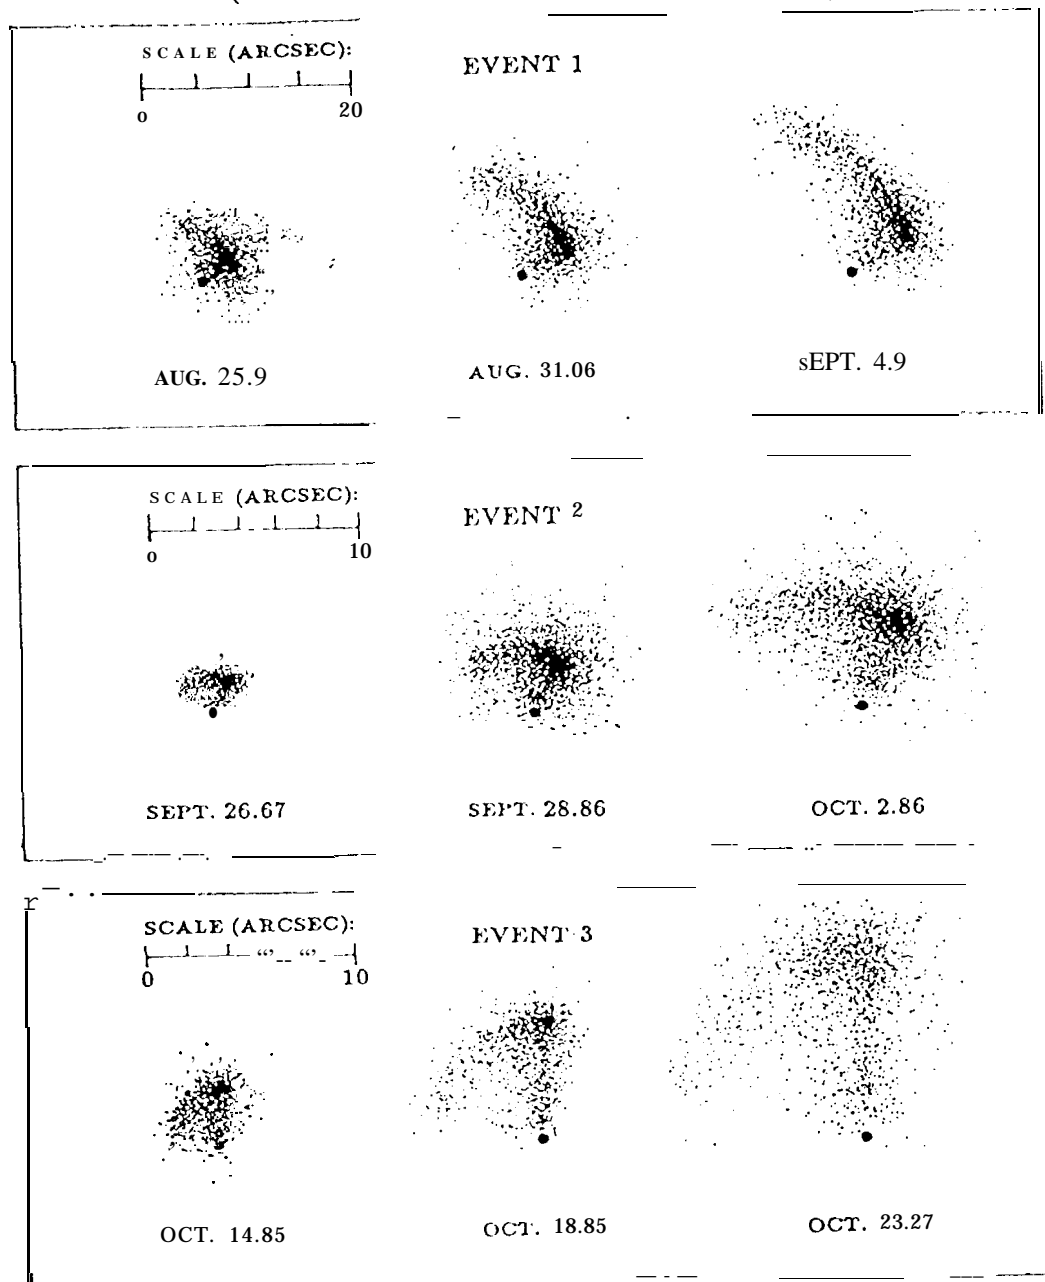 SCALE (ARCSEC):
0 20
EVENT 1
AUG. 25.9
AUG. 31.06
sEPT. 4.9
SCALE (ARCSEC):
0 10
EVENT 2
SEPT. 26.67
SEPT. 28.86
OCT. 2.86
SCALE (ARCSEC):
0 10
EVENT 3
OCT. 14.85
OCT. 18.85
OCT. 23.27